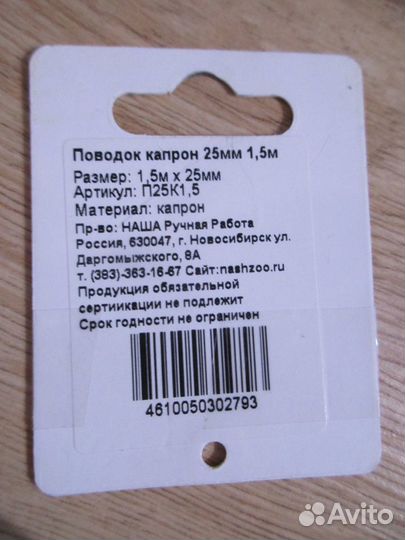 Поводок капрон 25мм 1,5м
Размер: 1,5м х 25мм
Артикул: П25К1,5
Материал: капрон
Пр-во: НАША Ручная Работа
Россия, 630047, г. Новосибирск ул.
Даргомыжского, 8А
т. (383)-363-16-67 Сайт:nashzoo.ru
Продукция обязательной
сертиикации не подлежит
Срок годности не ограничен
4610050302793
Avito